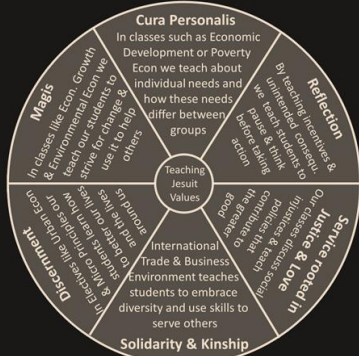 Cura Personalis
In classes such as Economic
Development or Poverty
Econ we teach about
individual needs and
how these needs
differ between
groups
Reflection
By teaching incentives &
unintended consequ.
we teach students to
pause & think
before taking
action
Service rooted in
Justice & Love
Our classes discuss social
injustices & teach
policies that
contribute to
the greater
good
Solidarity & Kinship
International
Trade & Business
Environment teaches
students to embrace
diversity and use skills to
serve others
Discernment
In Electives like Urban Econ
& Micro Principles our
students learn how
to better our lives
and the lives
around
us
Magis
In classes like Econ. Growth
& Environmental Econ we
teach our students to
strive for change &
use it to help
others
Teaching
Jesuit
Values